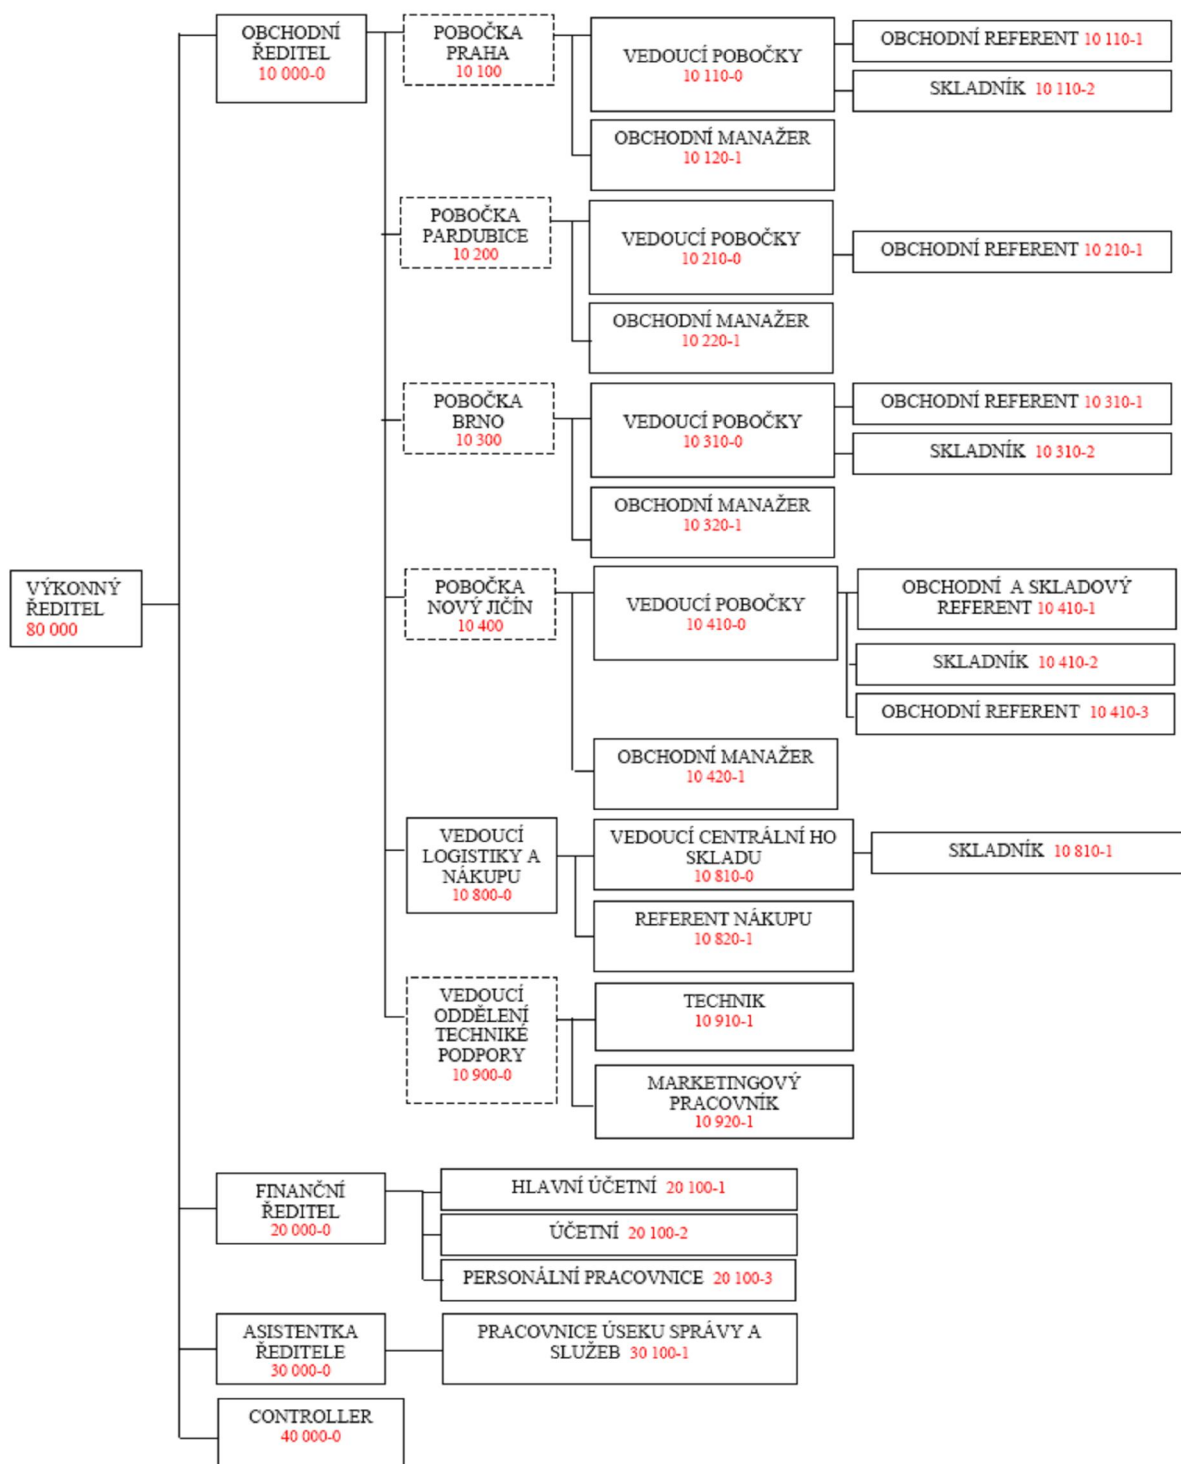 OBCHODNÍ
ŘEDITEL
10 000-0
POBOČKA
PRAHA
10 100
VEDOUCÍ POBOČKY
10 110-0
OBCHODNÍ REFERENT 10 110-1
SKLADNÍK 10 110-2
OBCHODNÍ MANAŽER
10 120-1
POBOČKA
PARDUBICE
10 200
VEDOUCÍ POBOČKY
10 210-0
OBCHODNÍ REFERENT 10 210-1
OBCHODNÍ MANAŽER
10 220-1
POBOČKA
BRNO
10 300
VEDOUCÍ POBOČKY
10 310-0
OBCHODNÍ REFERENT 10 310-1
SKLADNÍK 10 310-2
OBCHODNÍ MANAŽER
10 320-1
VÝKONNÝ
ŘEDITEL
80 000
POBOČKA
NOVÝ JIČÍN
10 400
VEDOUCÍ POBOČKY
10 410-0
OBCHODNÍ A SKLADOVÝ
REFERENT 10 410-1
SKLADNÍK 10 410-2
OBCHODNÍ REFERENT 10 410-3
OBCHODNÍ MANAŽER
10 420-1
VEDOUCÍ
LOGISTIKY A
NÁKUPU
10 800-0
VEDOUCÍ CENTRÁLNÍ HO
SKLADU
10 810-0
SKLADNÍK 10 810-1
REFERENT NÁKUPU
10 820-1
VEDOUCÍ
ODDĚLENÍ
TECHNIKÉ
PODPORY
10 900-0
TECHNIK
10 910-1
MARKETINGOVÝ
PRACOVNÍK
10 920-1
FINANČNÍ
ŘEDITEL
20 000-0
HLAVNÍ ÚČETNÍ 20 100-1
ÚČETNÍ 20 100-2
PERSONÁLNÍ PRACOVNICE 20 100-3
ASISTENTKA
ŘEDITELE
30 000-0
PRACOVNICE ÚSEKU SPRÁVY A
SLUŽEB 30 100-1
CONTROLLER
40 000-0